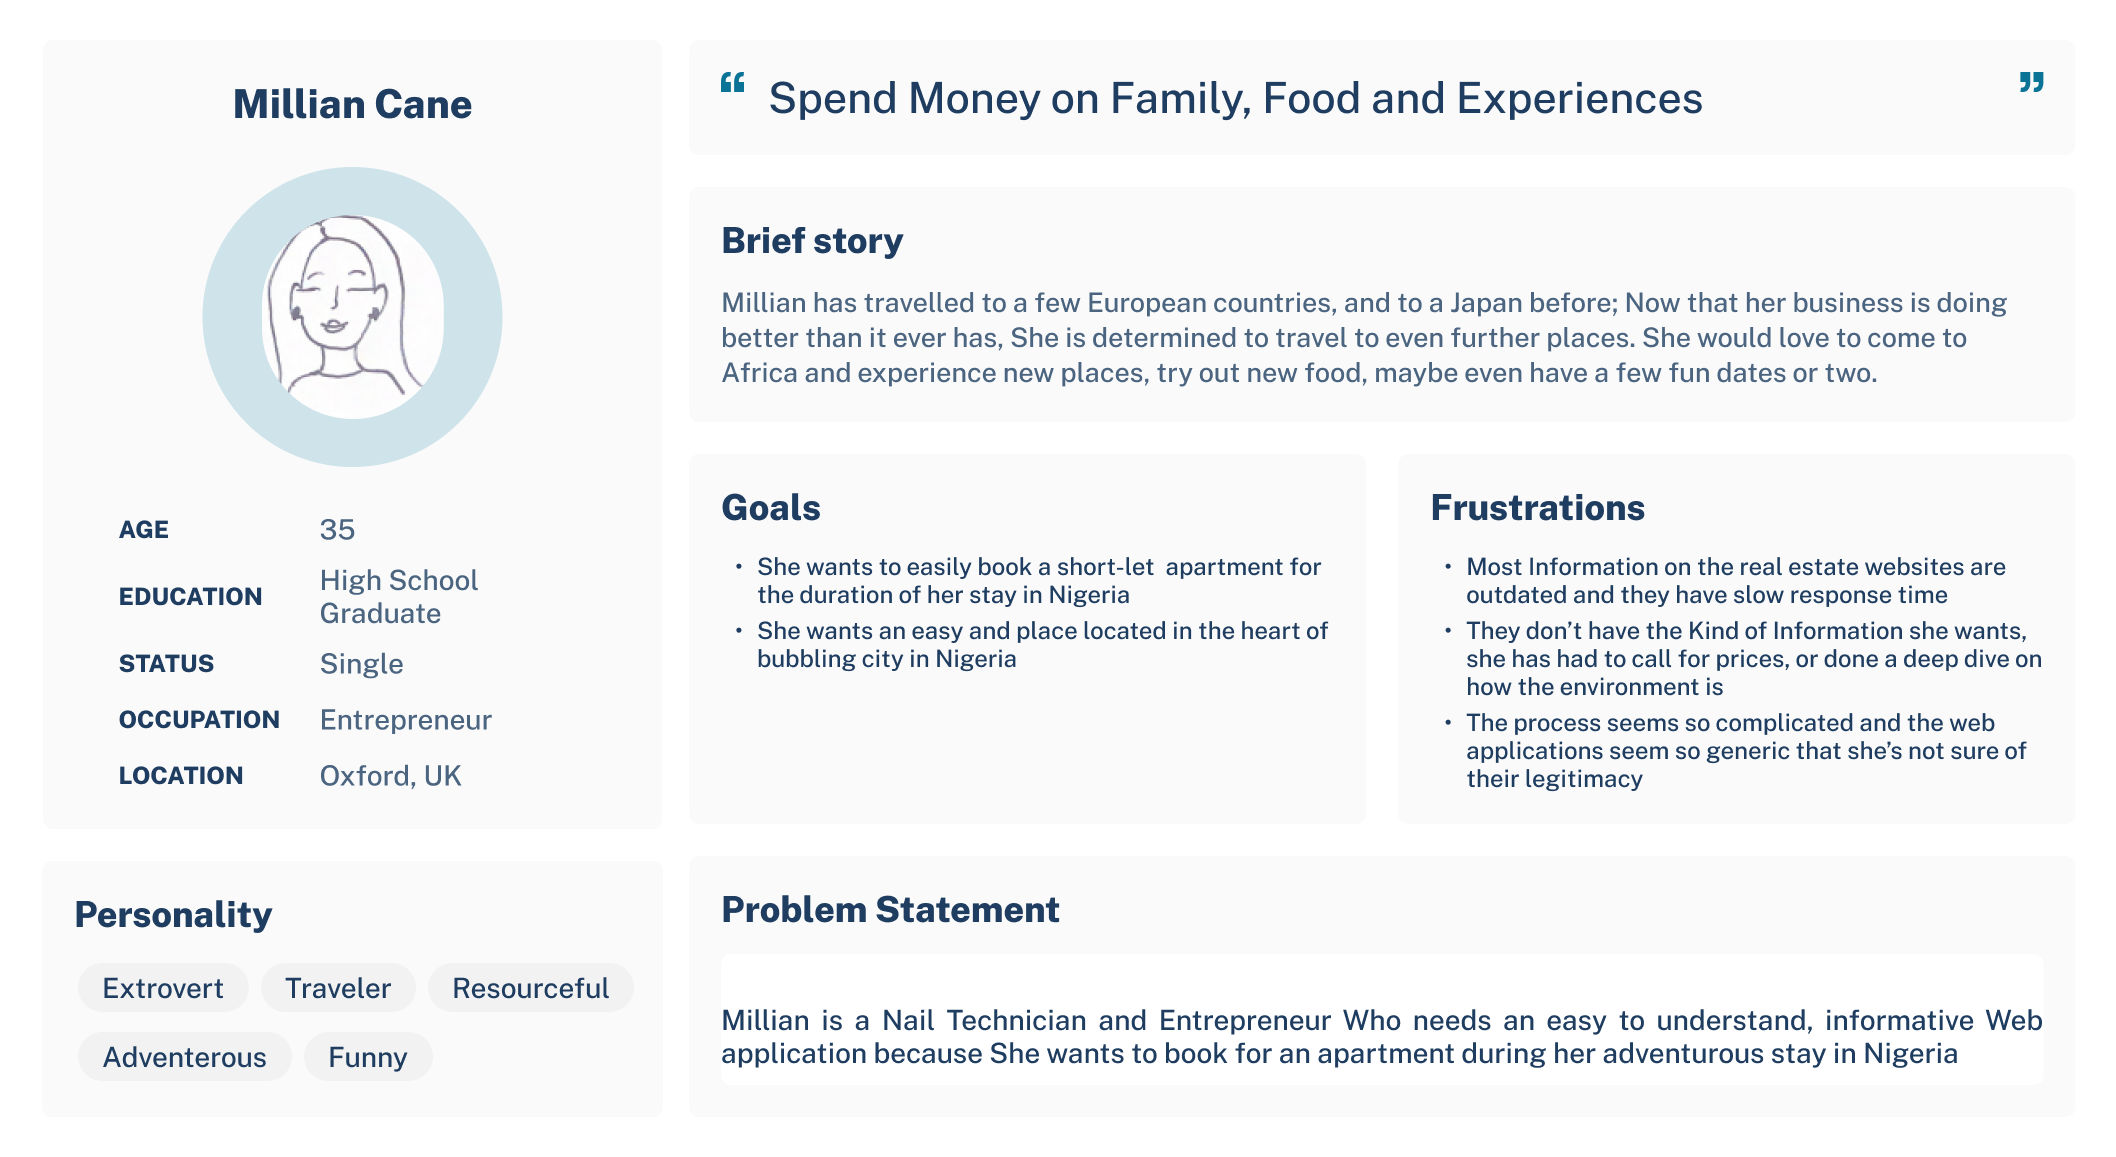 Millian Cane
AGE 35
EDUCATION High School
Graduate
STATUS Single
OCCUPATION Entrepreneur
LOCATION Oxford, UK
Personality
Extrovert Traveler Resourceful
Adventerous Funny
“ Spend Money on Family, Food and Experiences ”
Brief story
Millian has travelled to a few European countries, and to a Japan before; Now that her business is doing
better than it ever has, She is determined to travel to even further places. She would love to come to
Africa and experience new places, try out new food, maybe even have a few fun dates or two.
Goals
• She wants to easily book a short-let  apartment for
the duration of her stay in Nigeria
• She wants an easy and place located in the heart of
bubbling city in Nigeria
Frustrations
• Most Information on the real estate websites are
outdated and they have slow response time
• They don’t have the Kind of Information she wants,
she has had to call for prices, or done a deep dive on
how the environment is
• The process seems so complicated and the web
applications seem so generic that she’s not sure of
their legitimacy
Problem Statement
Millian is a Nail Technician and Entrepreneur Who needs an easy to understand, informative Web
application because She wants to book for an apartment during her adventurous stay in Nigeria